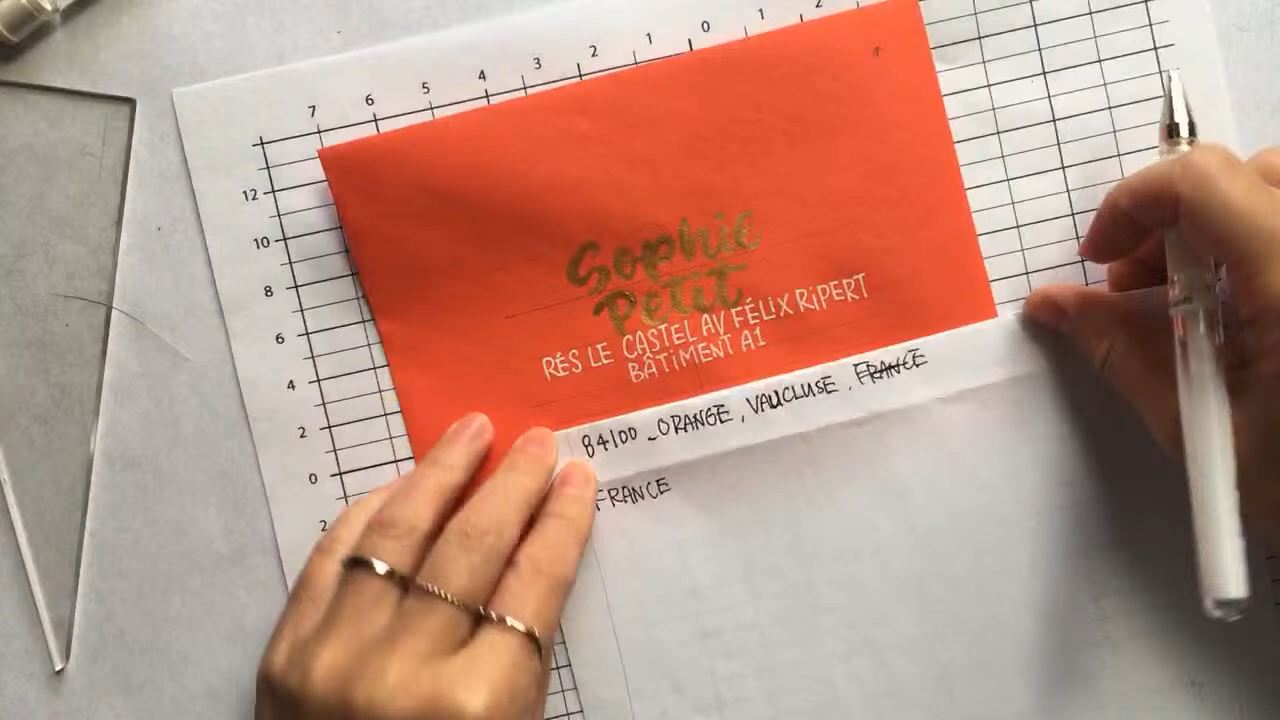 7 6 5 4 3 2 1 0 1 2
12
10
8
6
4
2
0
2
Sophie
Petit
RÉS LE CASTEL AV FÉLIX RIPERT
BÂTIMENT A1
84100 _ORANGE, VAUCLUSE, FRANCE
FRANCE